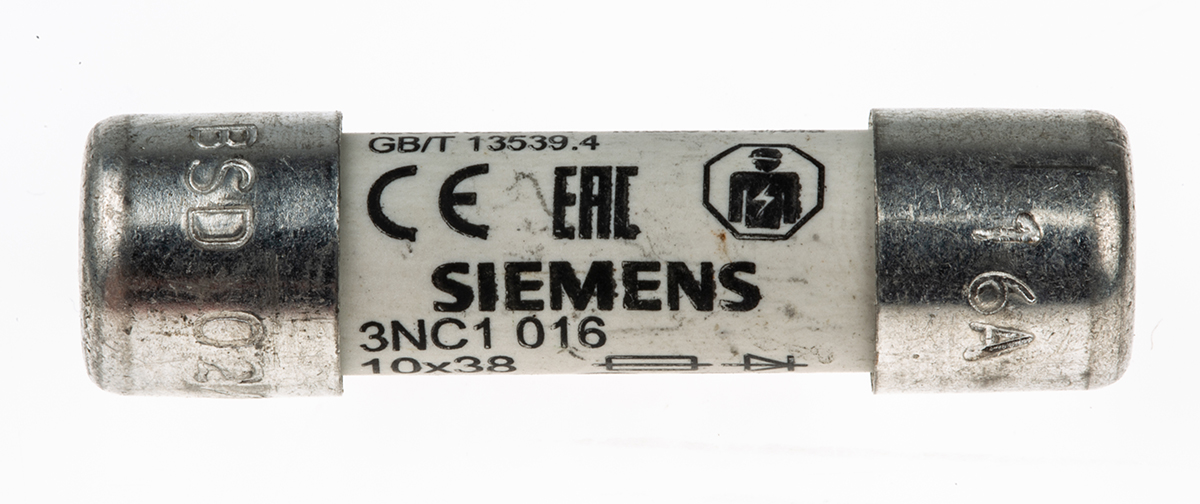 GB/T 13539.4
CE EAC
SIEMENS
3NC1 016
10x38
BSD
16A